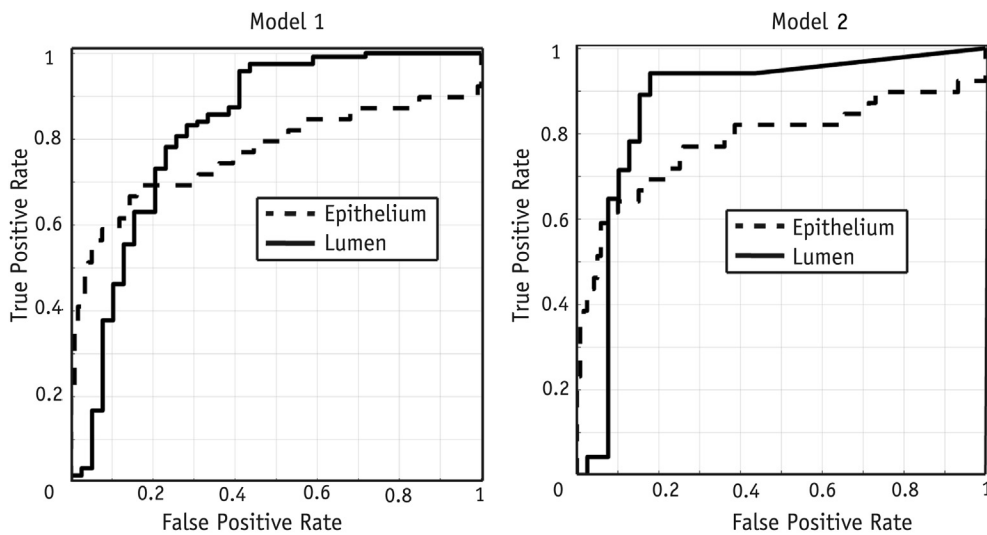 Model 1
1
0.8
0.6
0.4
0.2
0
0.2
0.4
0.6
0.8
1
True Positive Rate
False Positive Rate
Epithelium
Lumen
Model 2
1
0.8
0.6
0.4
0.2
0
0.2
0.4
0.6
0.8
1
True Positive Rate
False Positive Rate
Epithelium
Lumen